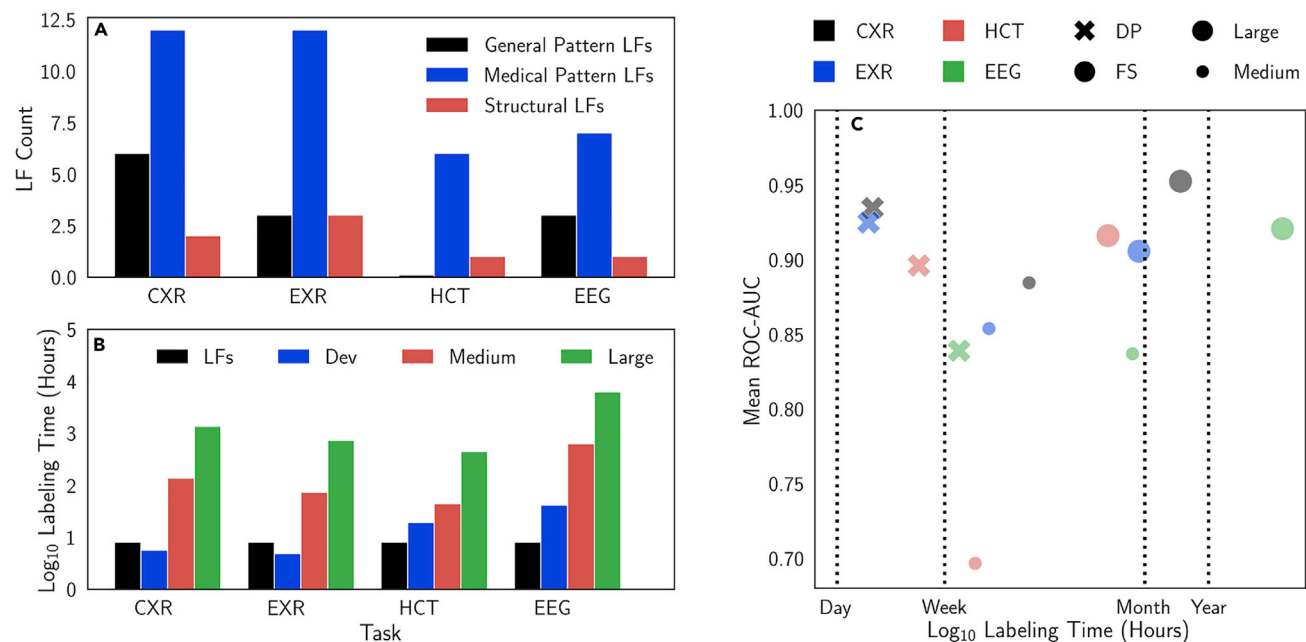 A
General Pattern LFs
Medical Pattern LFs
Structural LFs
LF Count
12.5
10.0
7.5
5.0
2.5
0.0
CXR EXR HCT EEG
B
LFs Dev Medium Large
Log₁₀ Labeling Time (Hours)
5
4
3
2
1
0
CXR EXR HCT EEG
Task
CXR HCT DP Large
EXR EEG FS Medium
C
Mean ROC-AUC
1.00
0.95
0.90
0.85
0.80
0.75
0.70
Day Week Month Year
Log₁₀ Labeling Time (Hours)